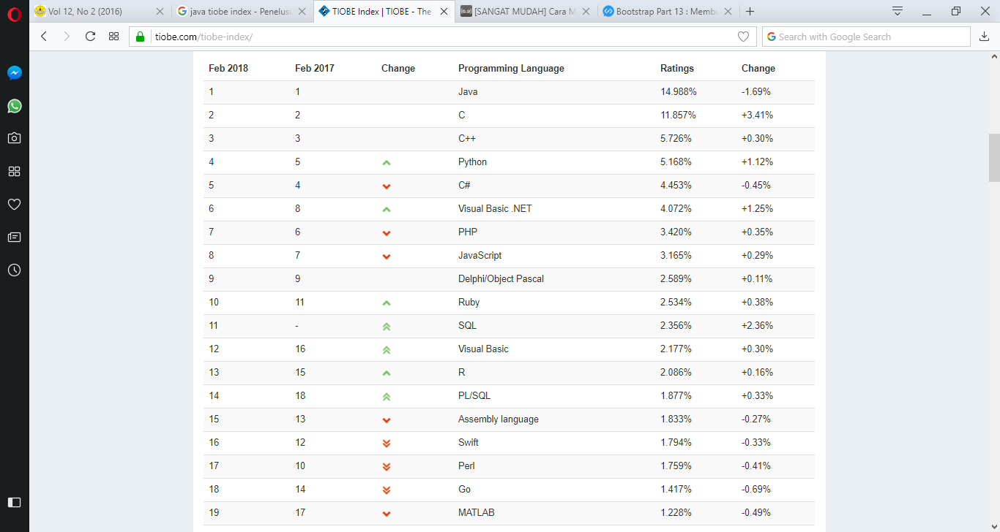 Vol 12, No 2 (2016) java tiobe index - Penelusu TIOBE Index | TIOBE - The [SANGAT MUDAH] Cara M Bootstrap Part 13 : Membu
tiobe.com/tiobe-index/ Search with Google Search
Feb 2018 Feb 2017 Change Programming Language Ratings Change
1 1 Java 14.988% -1.69%
2 2 C 11.857% +3.41%
3 3 C++ 5.726% +0.30%
4 5 Python 5.168% +1.12%
5 4 C# 4.453% -0.45%
6 8 Visual Basic .NET 4.072% +1.25%
7 6 PHP 3.420% +0.35%
8 7 JavaScript 3.165% +0.29%
9 9 Delphi/Object Pascal 2.589% +0.11%
10 11 Ruby 2.534% +0.38%
11 - SQL 2.356% +2.36%
12 16 Visual Basic 2.177% +0.30%
13 15 R 2.086% +0.16%
14 18 PL/SQL 1.877% +0.33%
15 13 Assembly language 1.833% -0.27%
16 12 Swift 1.794% -0.33%
17 10 Perl 1.759% -0.41%
18 14 Go 1.417% -0.69%
19 17 MATLAB 1.228% -0.49%